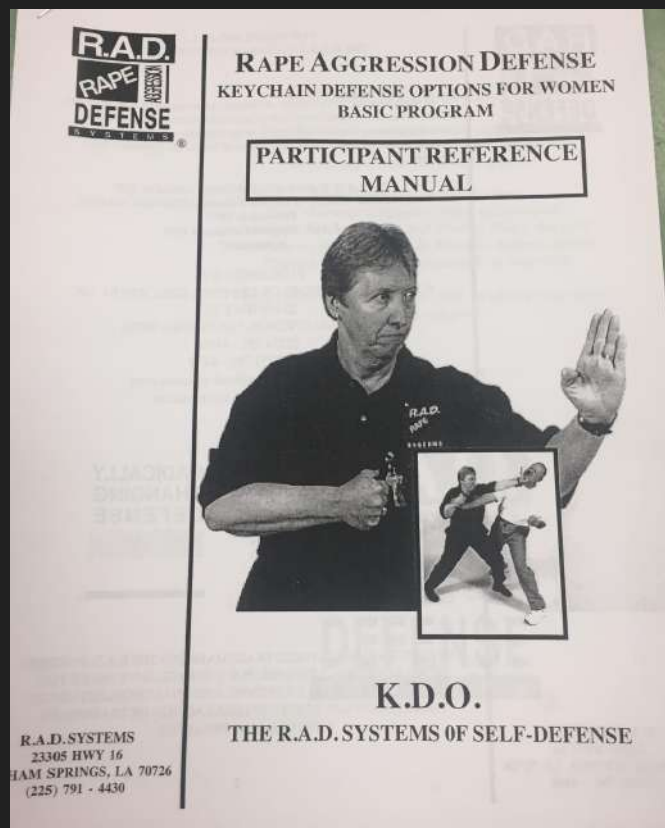 R.A.D.
RAPE
AGGRESSION
DEFENSE
SYSTEMS
®
RAPE AGGRESSION DEFENSE
KEYCHAIN DEFENSE OPTIONS FOR WOMEN
BASIC PROGRAM
PARTICIPANT REFERENCE
MANUAL
R.A.D.
RAPE
SYSTEMS
K.D.O.
THE R.A.D. SYSTEMS 0F SELF-DEFENSE
R.A.D. SYSTEMS
23305 HWY 16
HAM SPRINGS, LA 70726
(225) 791 - 4430